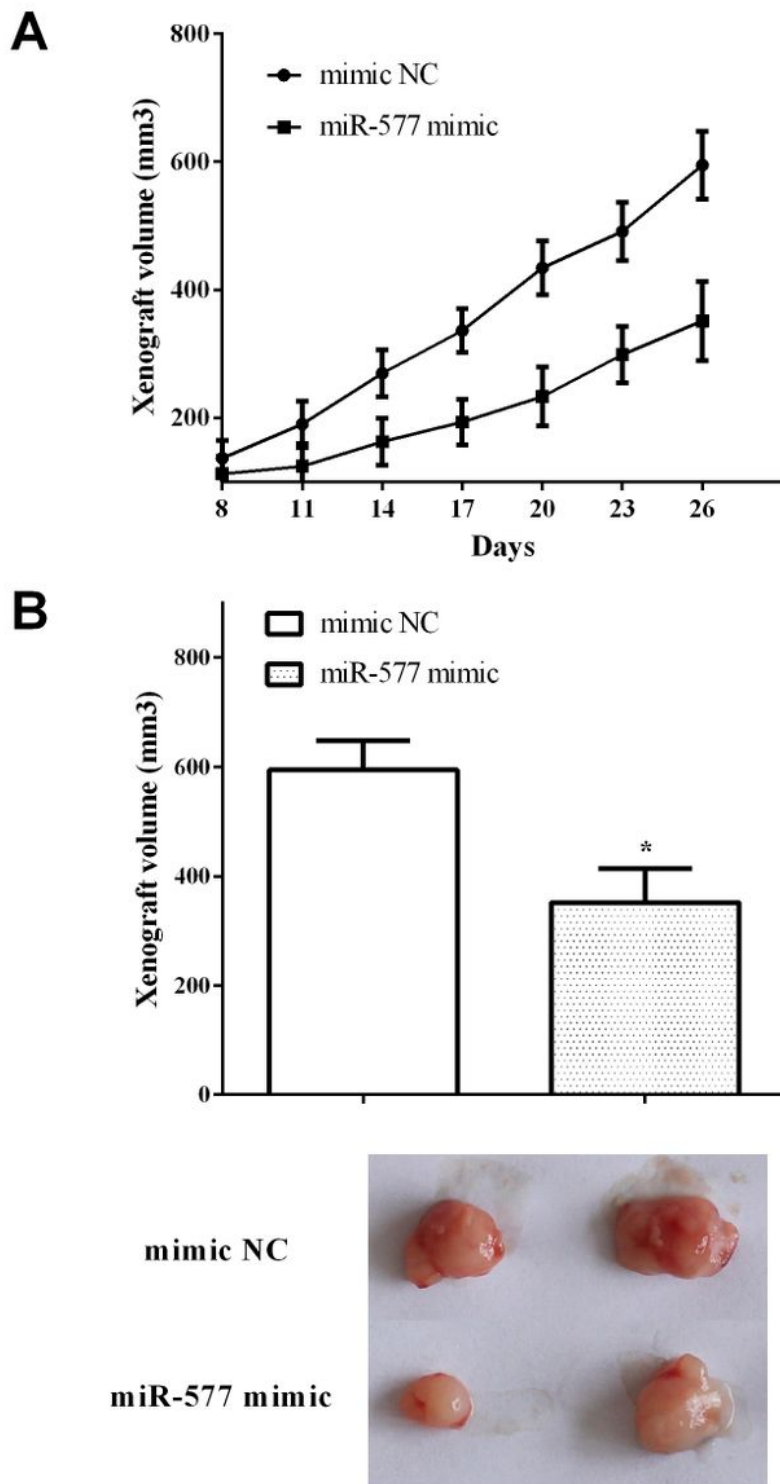 A
800
600
400
200
Xenograft volume (mm3)
mimic NC
miR-577 mimic
8 11 14 17 20 23 26
Days
B
800
600
400
200
0
Xenograft volume (mm3)
mimic NC
miR-577 mimic
*
mimic NC
miR-577 mimic